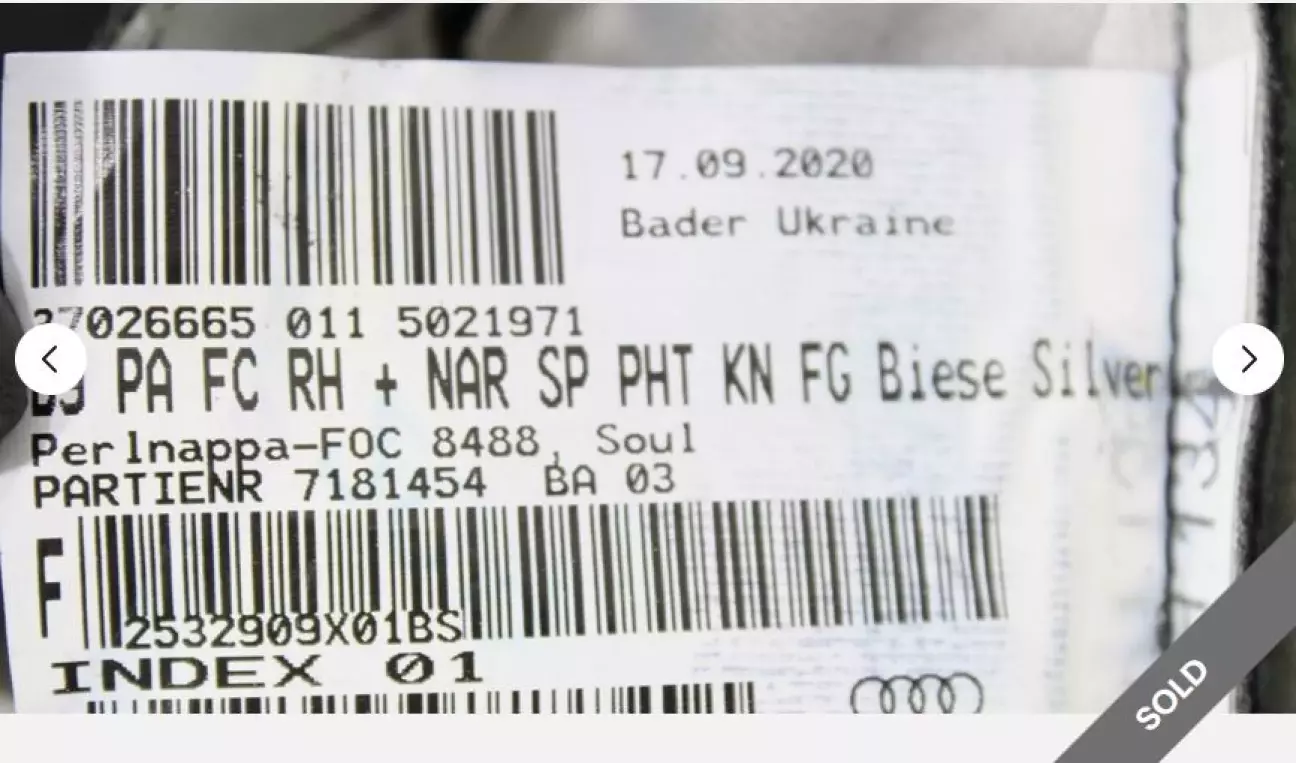 17.09.2020
Bader Ukraine
37026665 011 5021971
PA FC RH + NAR SP PHT KN FG Biese Silver
Perlnappa-FOC 8488, Soul
PARTIENR 7181454 BA 03
F
2532909X01BS
INDEX 01
SOLD